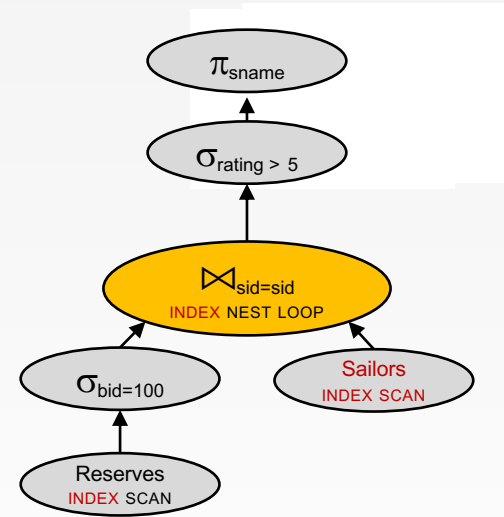 πsname
σrating > 5
⋈sid=sid
INDEX NEST LOOP
σbid=100
Sailors
INDEX SCAN
Reserves
INDEX SCAN